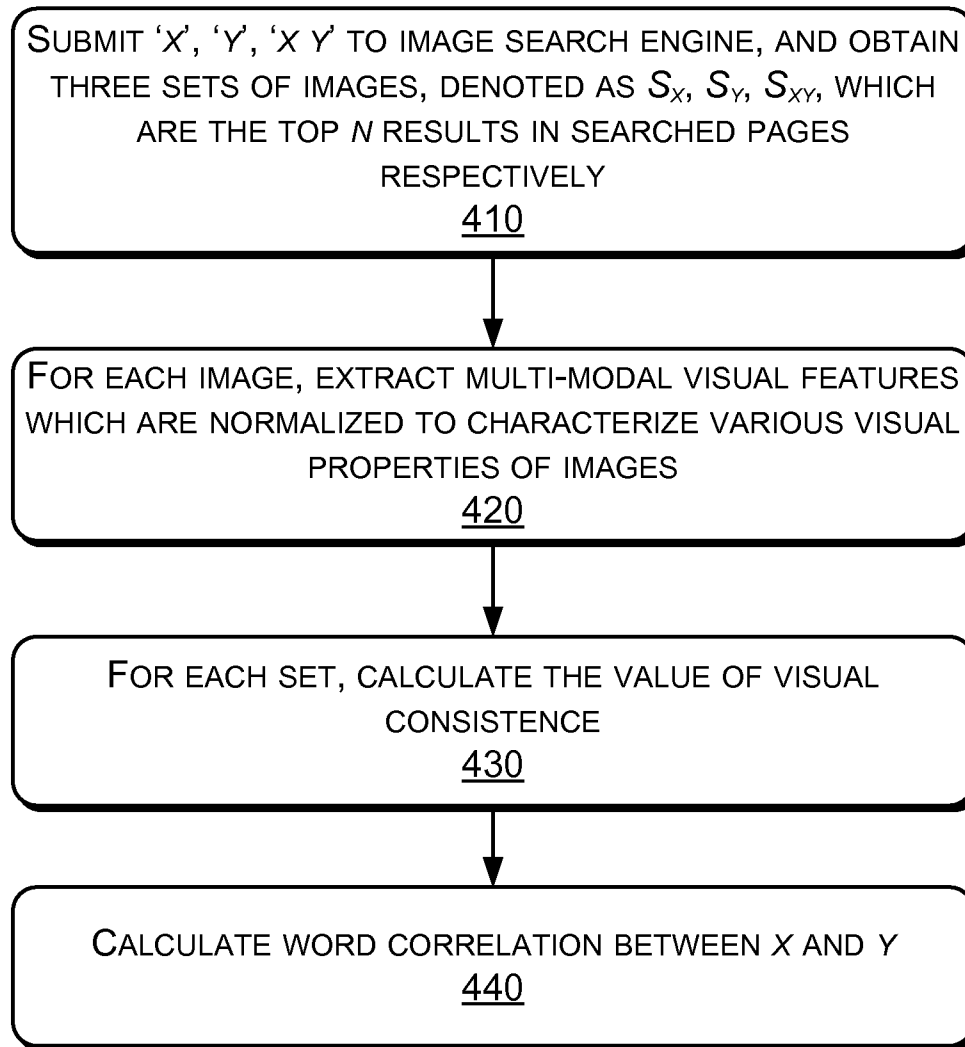 SUBMIT ‘X’, ‘Y’, ‘X Y’ TO IMAGE SEARCH ENGINE, AND OBTAIN
THREE SETS OF IMAGES, DENOTED AS SX, SY, SXY, WHICH
ARE THE TOP N RESULTS IN SEARCHED PAGES
RESPECTIVELY
410
FOR EACH IMAGE, EXTRACT MULTI-MODAL VISUAL FEATURES
WHICH ARE NORMALIZED TO CHARACTERIZE VARIOUS VISUAL
PROPERTIES OF IMAGES
420
FOR EACH SET, CALCULATE THE VALUE OF VISUAL
CONSISTENCE
430
CALCULATE WORD CORRELATION BETWEEN X AND Y
440